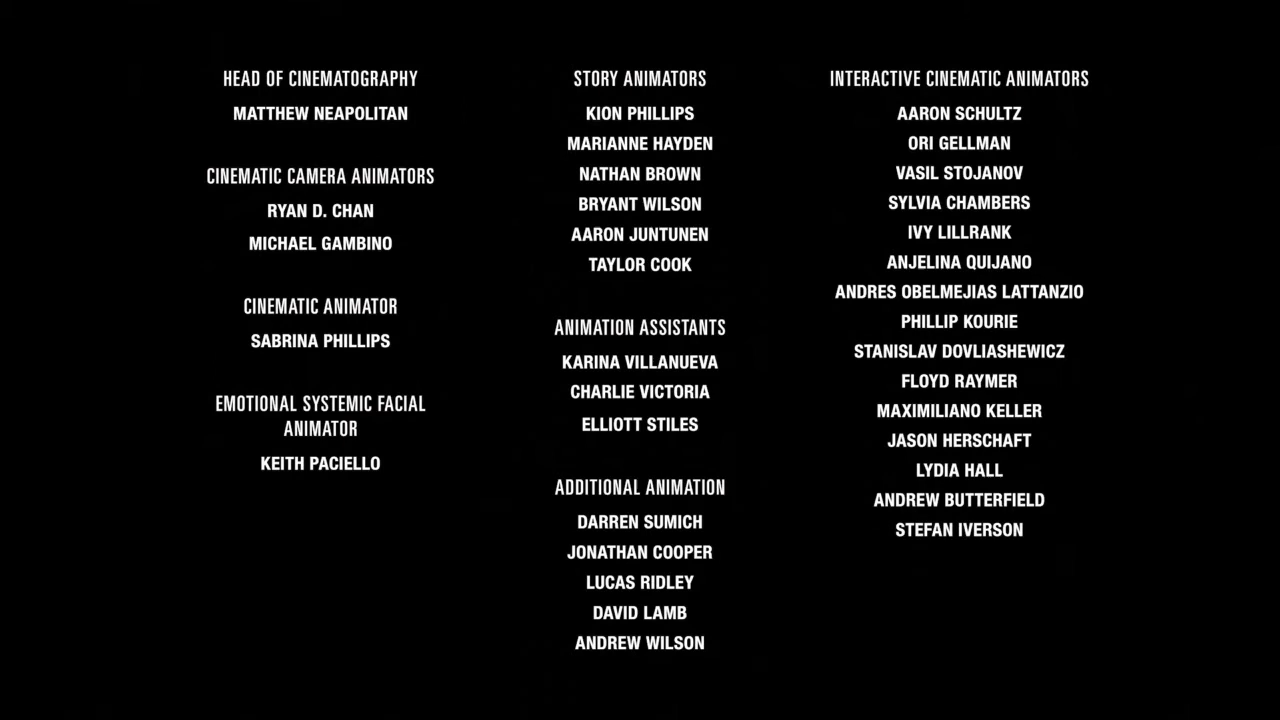 HEAD OF CINEMATOGRAPHY
MATTHEW NEAPOLITAN
CINEMATIC CAMERA ANIMATORS
RYAN D. CHAN
MICHAEL GAMBINO
CINEMATIC ANIMATOR
SABRINA PHILLIPS
EMOTIONAL SYSTEMIC FACIAL
ANIMATOR
KEITH PACIELLO
STORY ANIMATORS
KION PHILLIPS
MARIANNE HAYDEN
NATHAN BROWN
BRYANT WILSON
AARON JUNTUNEN
TAYLOR COOK
ANIMATION ASSISTANTS
KARINA VILLANUEVA
CHARLIE VICTORIA
ELLIOTT STILES
ADDITIONAL ANIMATION
DARREN SUMICH
JONATHAN COOPER
LUCAS RIDLEY
DAVID LAMB
ANDREW WILSON
INTERACTIVE CINEMATIC ANIMATORS
AARON SCHULTZ
ORI GELLMAN
VASIL STOJANOV
SYLVIA CHAMBERS
IVY LILLRANK
ANJELINA QUIJANO
ANDRES OBELMEJIAS LATTANZIO
PHILLIP KOURIE
STANISLAV DOVLIASHEWICZ
FLOYD RAYMER
MAXIMILIANO KELLER
JASON HERSCHAFT
LYDIA HALL
ANDREW BUTTERFIELD
STEFAN IVERSON